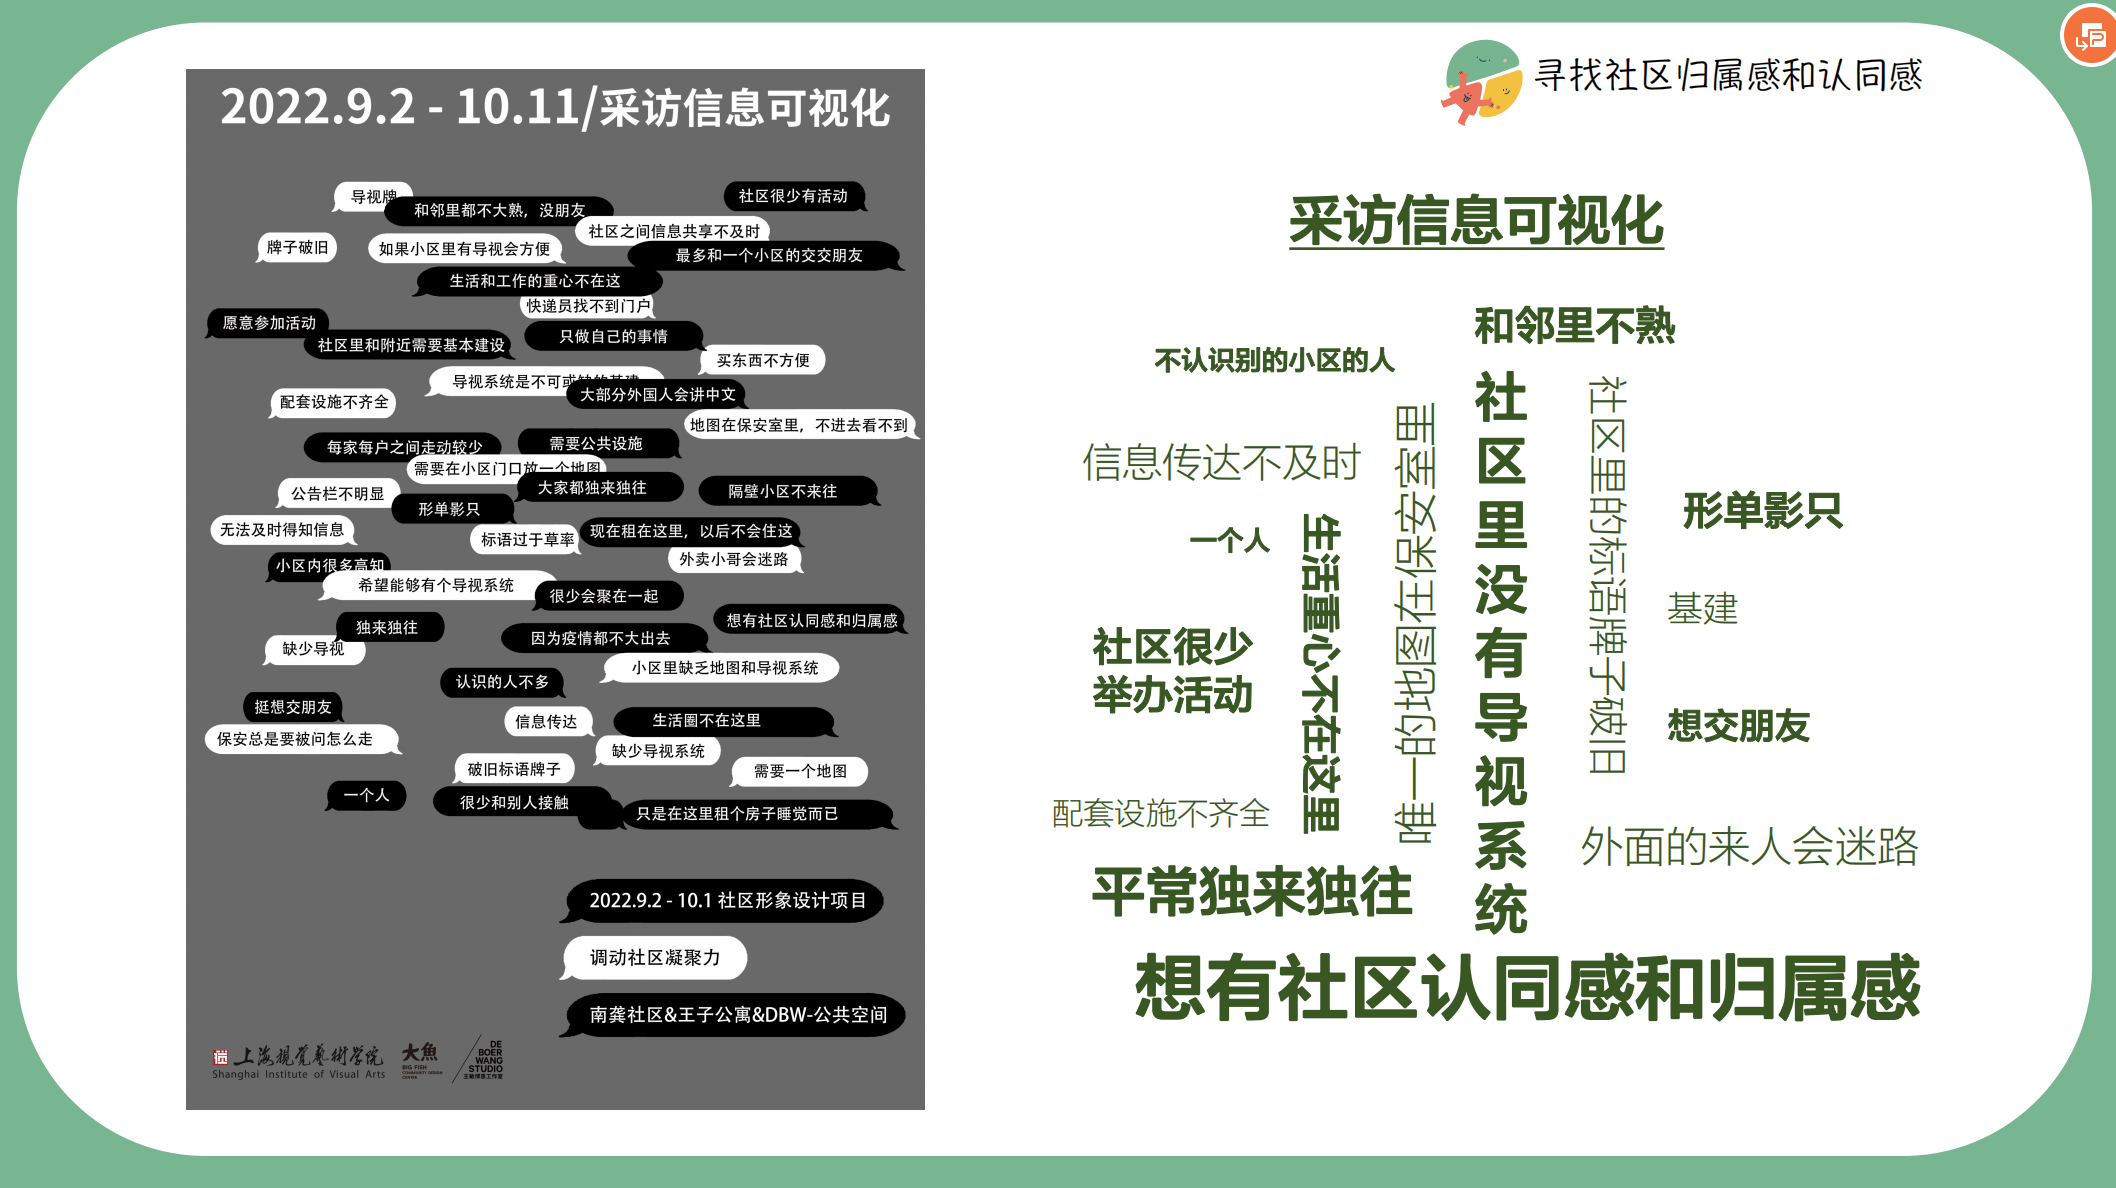 寻找社区归属感和认同感
2022.9.2 - 10.11/采访信息可视化
导视牌
和邻里都不大熟，没朋友
社区很少有活动
社区之间信息共享不及时
牌子破旧
如果小区里有导视会方便
最多和一个小区的交交朋友
生活和工作的重心不在这
快递员找不到门户
愿意参加活动
社区里和附近需要基本建设
只做自己的事情
买东西不方便
导视系统是不可或缺的基建
大部分外国人会讲中文
配套设施不齐全
地图在保安室里，不进去看不到
每家每户之间走动较少
需要公共设施
需要在小区门口放一个地图
大家都独来独往
隔壁小区不来往
公告栏不明显
形单影只
无法及时得知信息
标语过于草率
现在租在这里，以后不会住这
外卖小哥会迷路
小区内很多高知
希望能够有个导视系统
很少会聚在一起
想有社区认同感和归属感
独来独往
因为疫情都不大出去
缺少导视
小区里缺乏地图和导视系统
认识的人不多
挺想交朋友
信息传达
生活圈不在这里
保安总是要被问怎么走
缺少导视系统
破旧标语牌子
需要一个地图
一个人
很少和别人接触
只是在这里租个房子睡觉而已
2022.9.2 - 10.1 社区形象设计项目
调动社区凝聚力
南龚社区&王子公寓&DBW-公共空间
上海视觉艺术学院
Shanghai Institute of Visual Arts
大魚
BIG FISH
COMMUNITY DESIGN
CENTER
DE
BOER
WANG
STUDIO
采访信息可视化
和邻里不熟
不认识别的小区的人
社区里没有导视系统
社区里的标语牌子破旧
唯一的地图在保安室里
信息传达不及时
形单影只
一个人
生活重心不在这里
基建
社区很少
举办活动
想交朋友
配套设施不齐全
外面的来人会迷路
平常独来独往
想有社区认同感和归属感